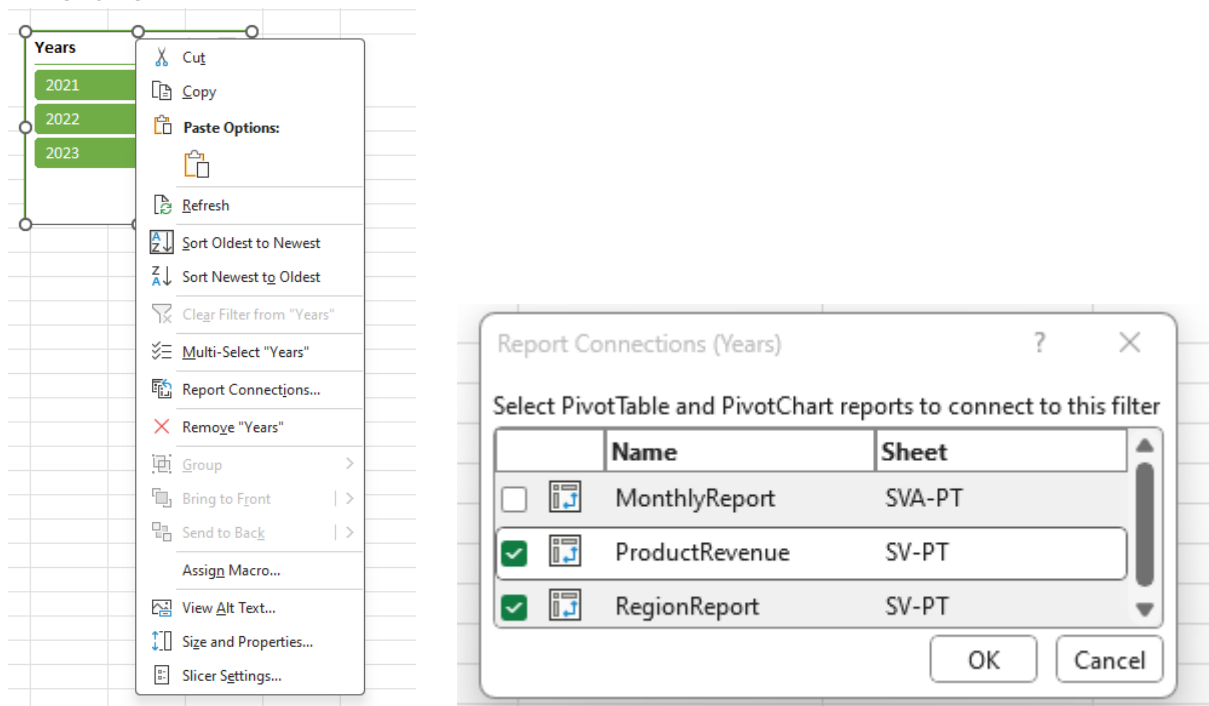 Years
2021
2022
2023
Cut
Copy
Paste Options:
Refresh
Sort Oldest to Newest
Sort Newest to Oldest
Clear Filter from "Years"
Multi-Select "Years"
Report Connections...
Remove "Years"
Group
Bring to Front
Send to Back
Assign Macro...
View Alt Text...
Size and Properties...
Slicer Settings...
Report Connections (Years) ?
Select PivotTable and PivotChart reports to connect to this filter
Name Sheet
MonthlyReport SVA-PT
ProductRevenue SV-PT
RegionReport SV-PT
OK Cancel